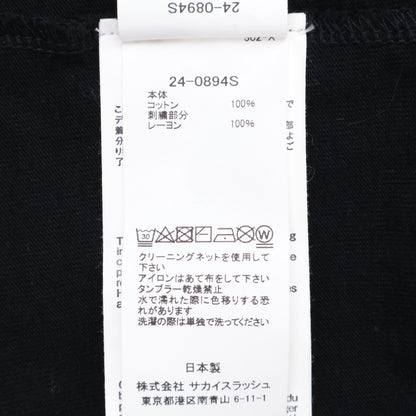 24-0894S
24-0894S
本体
コットン 100%
刺繍部分
レーヨン 100%
30
クリーニングネットを使用して
下さい
アイロンはあて布をして下さい
タンブラー乾燥禁止
水で濡れた際に色移りする恐
れがあります
洗濯の際は単独で洗ってください
日本製
株式会社 サカイスラッシュ
東京都港区南青山 6-11-1